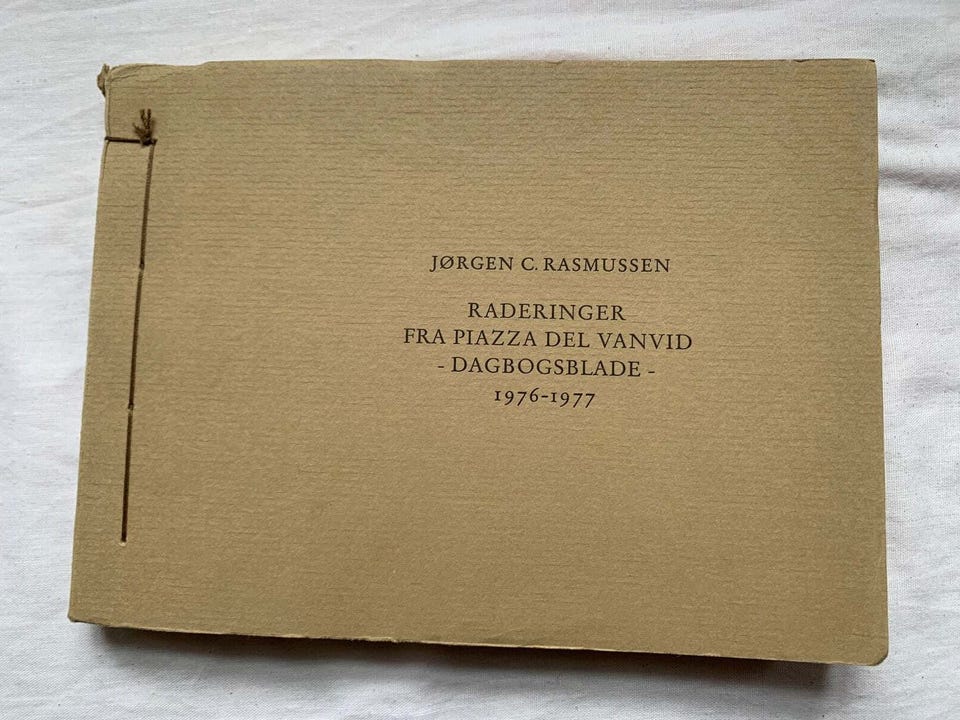 JØRGEN C. RASMUSSEN
RADERINGER
FRA PIAZZA DEL VANVID
- DAGBOGSBLADE -
1976-1977